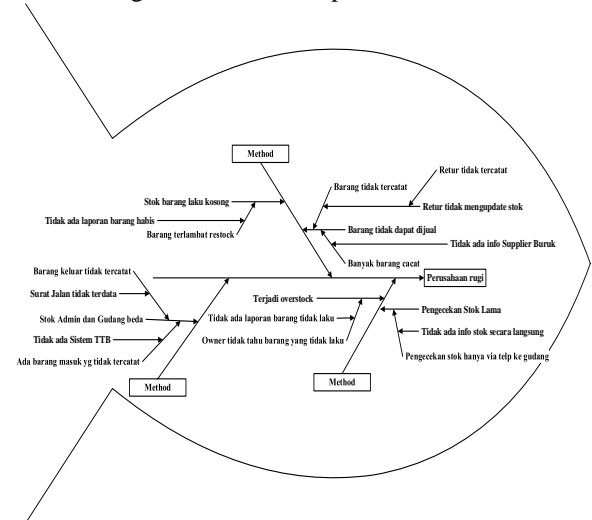 Method
Retur tidak tercatat
Barang tidak tercatat
Stok barang laku kosong
Retur tidak mengupdate stok
Tidak ada laporan barang habis
Barang tidak dapat dijual
Barang terlambat restock
Tidak ada info Supplier Buruk
Banyak barang cacat
Barang keluar tidak tercatat
Perusahaan rugi
Surat Jalan tidak terdata
Terjadi overstock
Pengecekan Stok Lama
Stok Admin dan Gudang beda
Tidak ada laporan barang tidak laku
Tidak ada info stok secara langsung
Tidak ada Sistem TTB
Owner tidak tahu barang yang tidak laku
Pengecekan stok hanya via telp ke gudang
Ada barang masuk yg tidak tercatat
Method
Method